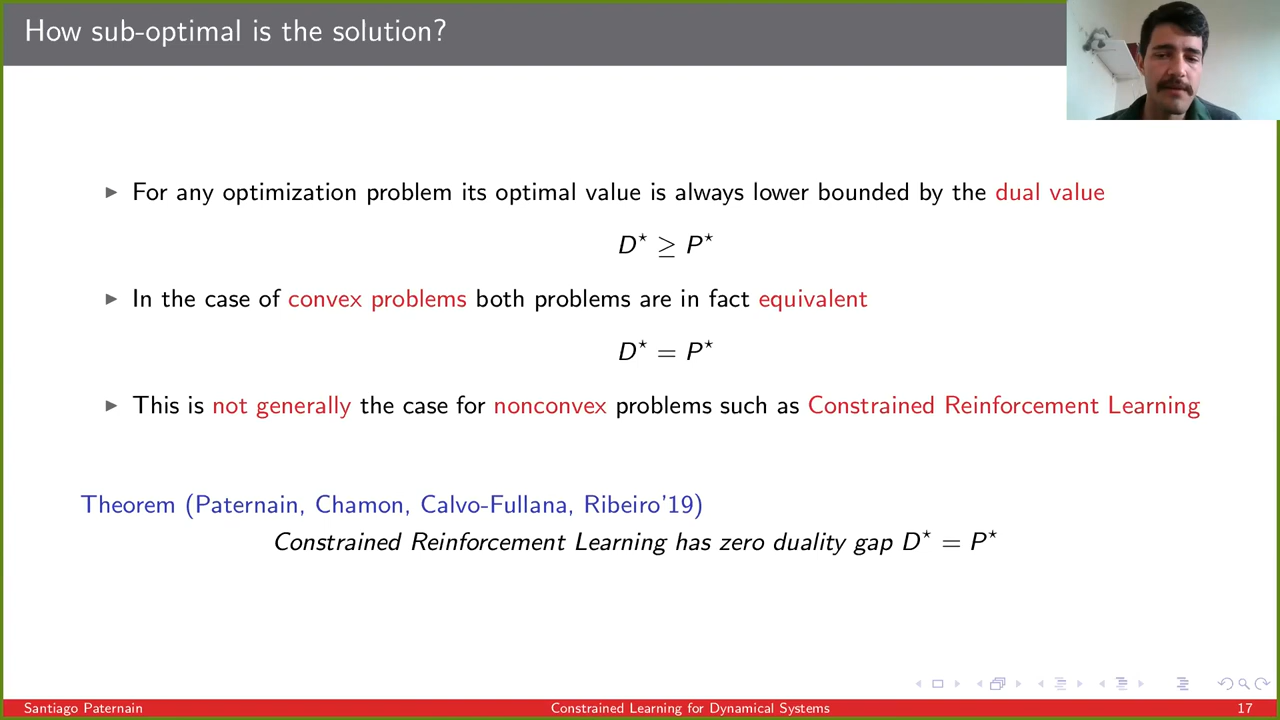 How sub-optimal is the solution?
▶ For any optimization problem its optimal value is always lower bounded by the dual value
D⋆ ≥ P⋆
▶ In the case of convex problems both problems are in fact equivalent
D⋆ = P⋆
▶ This is not generally the case for nonconvex problems such as Constrained Reinforcement Learning
Theorem (Paternain, Chamon, Calvo-Fullana, Ribeiro'19)
Constrained Reinforcement Learning has zero duality gap D⋆ = P⋆
Santiago Paternain Constrained Learning for Dynamical Systems 17